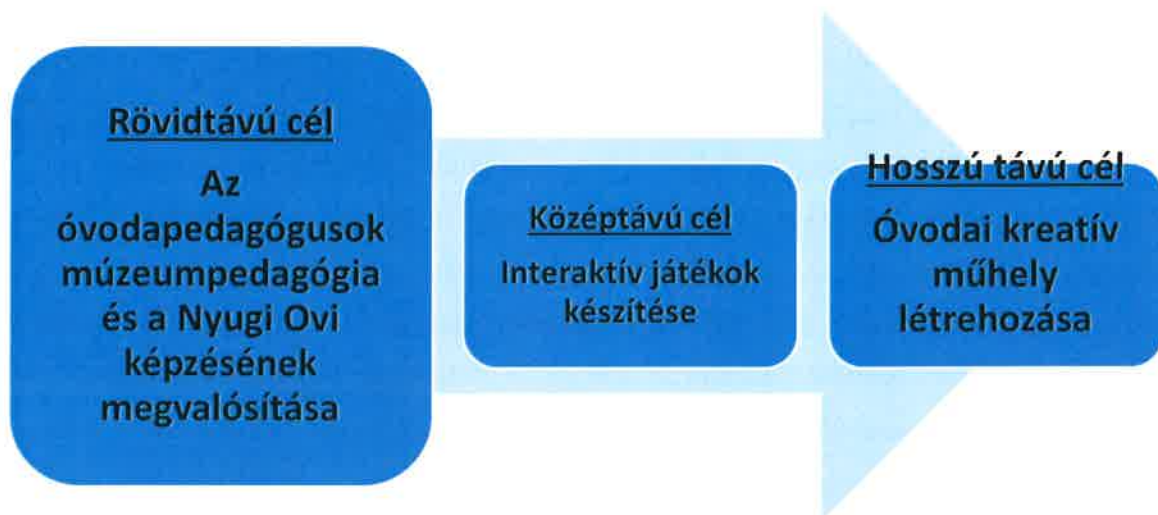 Rövidtávú cél
Az
óvodapedagógusok
múzeumpedagógia
és a Nyugi Ovi
képzésének
megvalósítása
Középtávú cél
Interaktív játékok
készítése
Hosszú távú cél
Óvodai kreatív
műhely
létrehozása